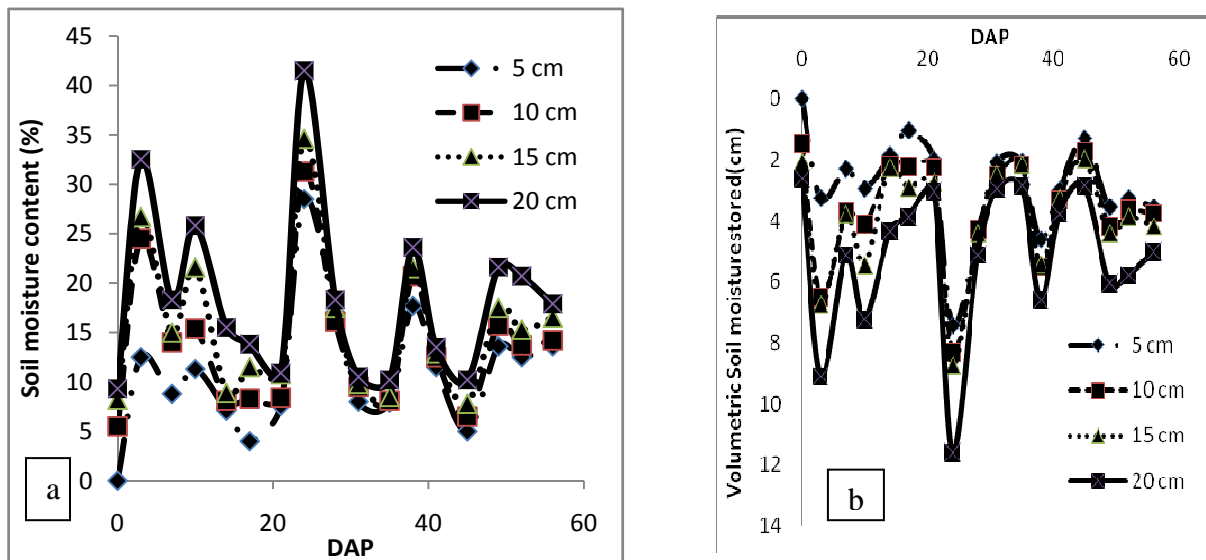 45
40
35
30
25
20
15
10
5
0
Soil moisture content (%)
5 cm
10 cm
15 cm
20 cm
a
0
20
40
60
DAP
DAP
0
20
40
60
0
2
4
6
8
10
12
14
Volumetric Soil moisturestored(cm)
5 cm
10 cm
15 cm
20 cm
b